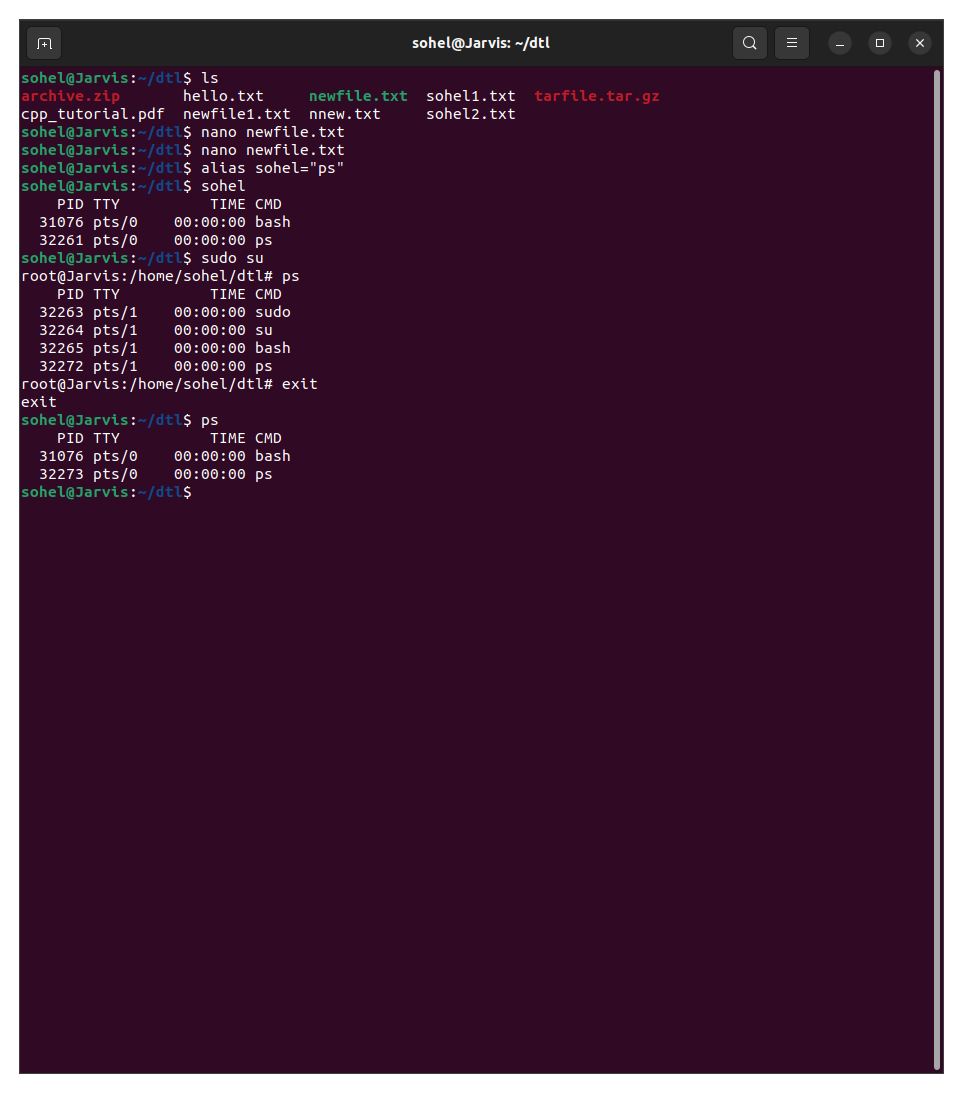 sohel@Jarvis: ~/dtl
sohel@Jarvis:~/dtl$ ls
archive.zip       hello.txt     newfile.txt  sohel1.txt  tarfile.tar.gz
cpp_tutorial.pdf  newfile1.txt  nnew.txt     sohel2.txt
sohel@Jarvis:~/dtl$ nano newfile.txt
sohel@Jarvis:~/dtl$ nano newfile.txt
sohel@Jarvis:~/dtl$ alias sohel="ps"
sohel@Jarvis:~/dtl$ sohel
    PID TTY          TIME CMD
  31076 pts/0    00:00:00 bash
  32261 pts/0    00:00:00 ps
sohel@Jarvis:~/dtl$ sudo su
root@Jarvis:/home/sohel/dtl# ps
    PID TTY          TIME CMD
  32263 pts/1    00:00:00 sudo
  32264 pts/1    00:00:00 su
  32265 pts/1    00:00:00 bash
  32272 pts/1    00:00:00 ps
root@Jarvis:/home/sohel/dtl# exit
exit
sohel@Jarvis:~/dtl$ ps
    PID TTY          TIME CMD
  31076 pts/0    00:00:00 bash
  32273 pts/0    00:00:00 ps
sohel@Jarvis:~/dtl$